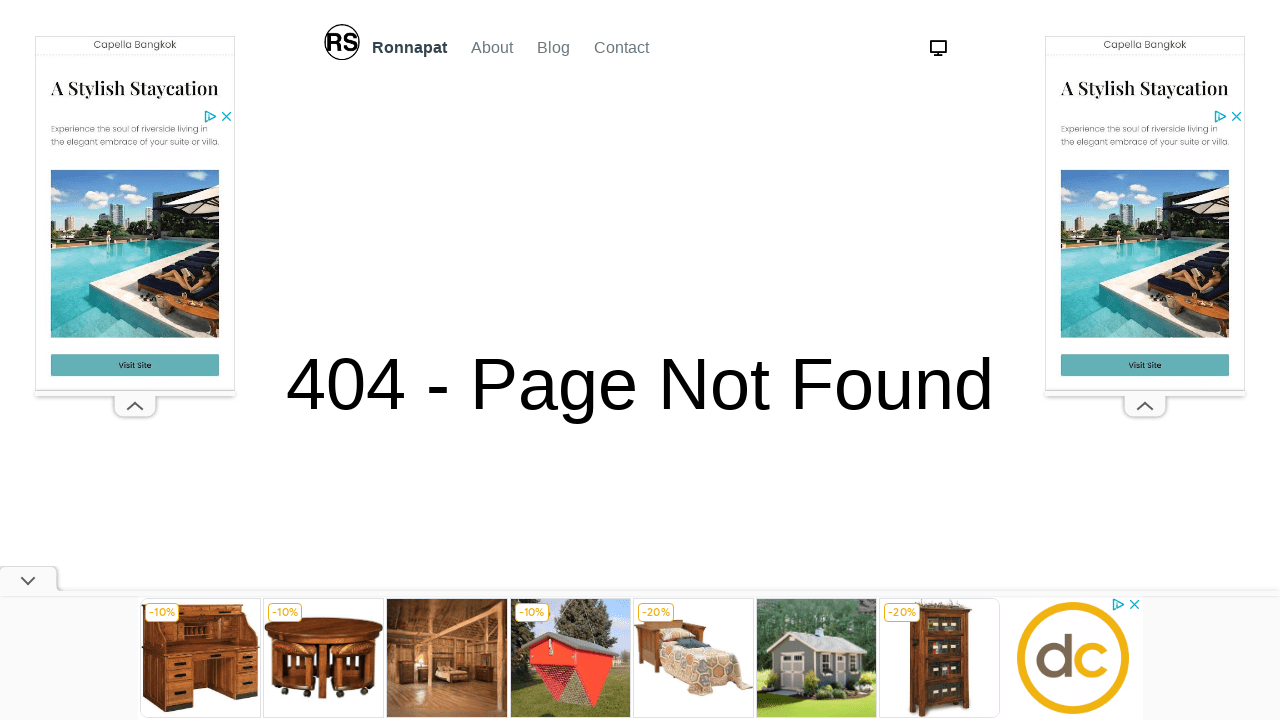 RS Ronnapat About Blog Contact
Capella Bangkok
A Stylish Staycation
Experience the soul of riverside living in
the elegant embrace of your suite or villa.
Visit Site
404 - Page Not Found
Capella Bangkok
A Stylish Staycation
Experience the soul of riverside living in
the elegant embrace of your suite or villa.
Visit Site
-10% -10% -10% -20% -20%
dc